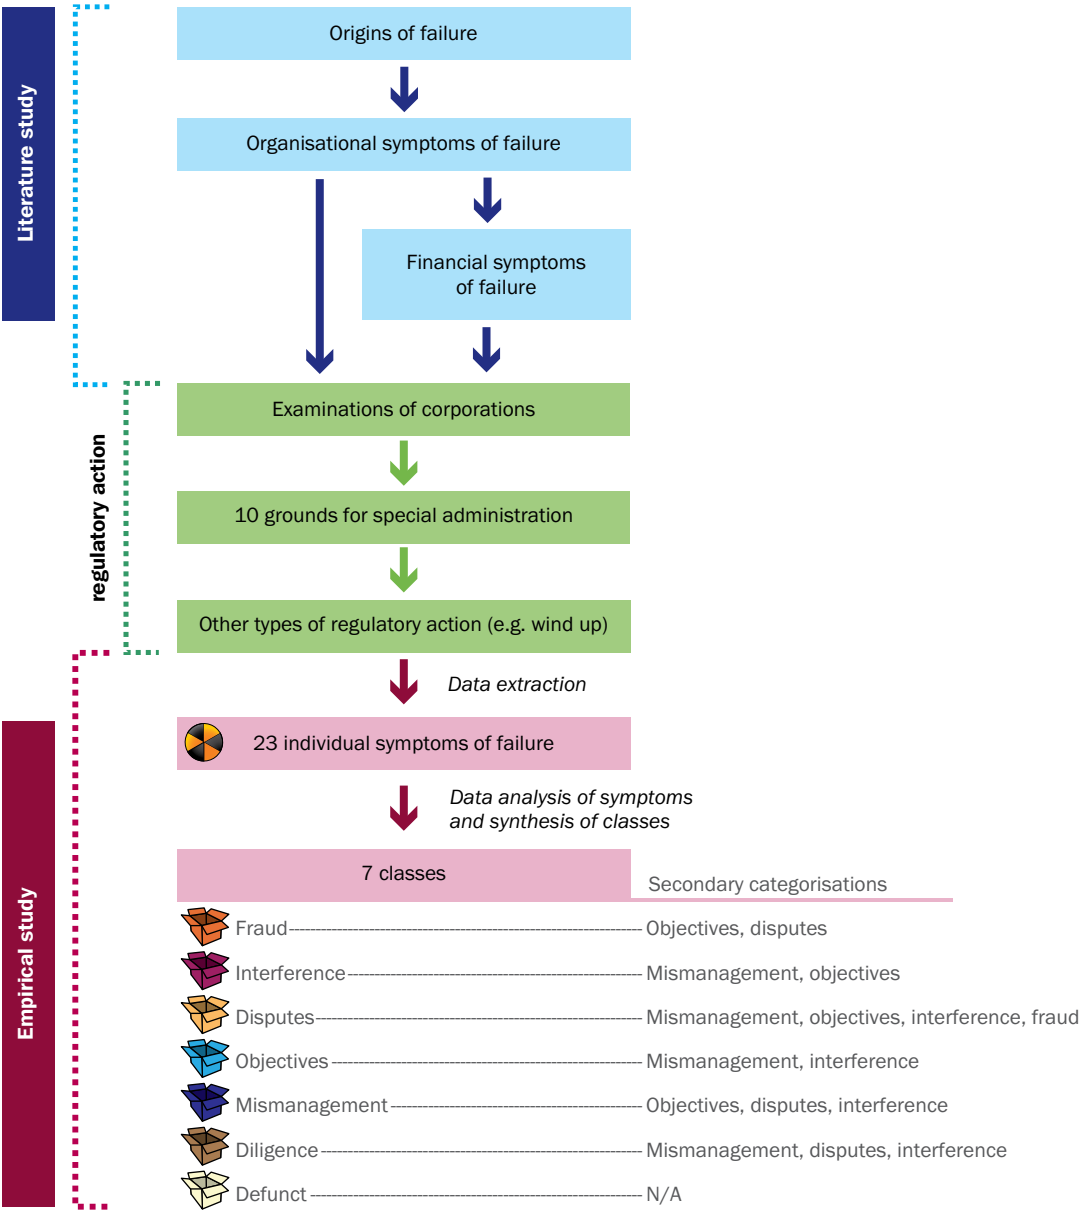 Literature study
Origins of failure
Organisational symptoms of failure
Financial symptoms
of failure
regulatory action
Examinations of corporations
10 grounds for special administration
Other types of regulatory action (e.g. wind up)
Data extraction
Empirical study
23 individual symptoms of failure
Data analysis of symptoms
and synthesis of classes
7 classes
Secondary categorisations
Fraud Objectives, disputes
Interference Mismanagement, objectives
Disputes Mismanagement, objectives, interference, fraud
Objectives Mismanagement, interference
Mismanagement Objectives, disputes, interference
Diligence Mismanagement, disputes, interference
Defunct N/A